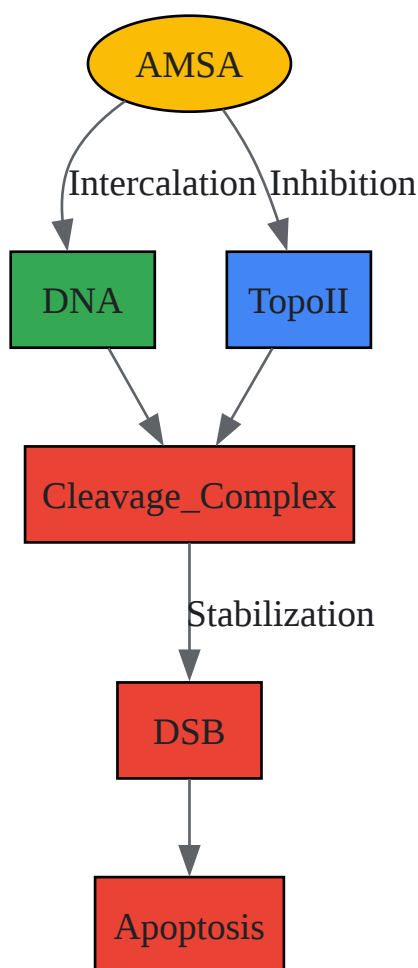 AMSA
Intercalation
Inhibition
DNA
TopoII
Cleavage_Complex
Stabilization
DSB
Apoptosis